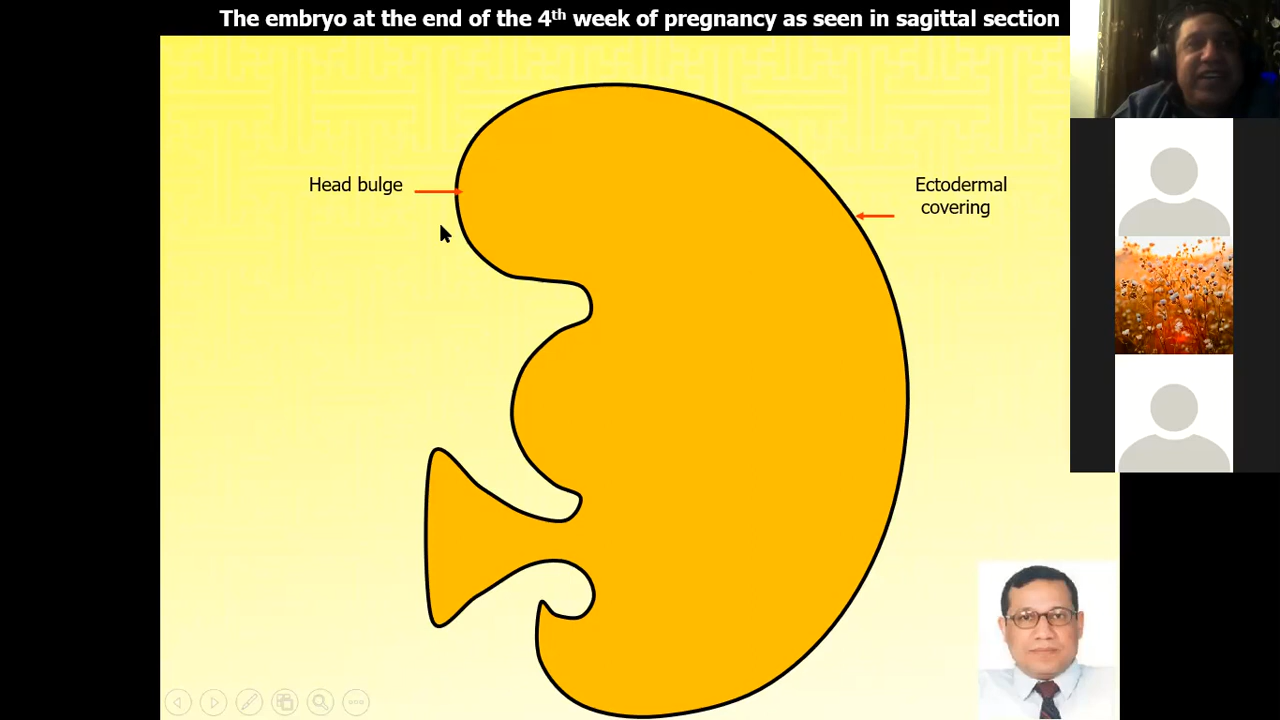 The embryo at the end of the 4th week of pregnancy as seen in sagittal section
Head bulge
Ectodermal
covering